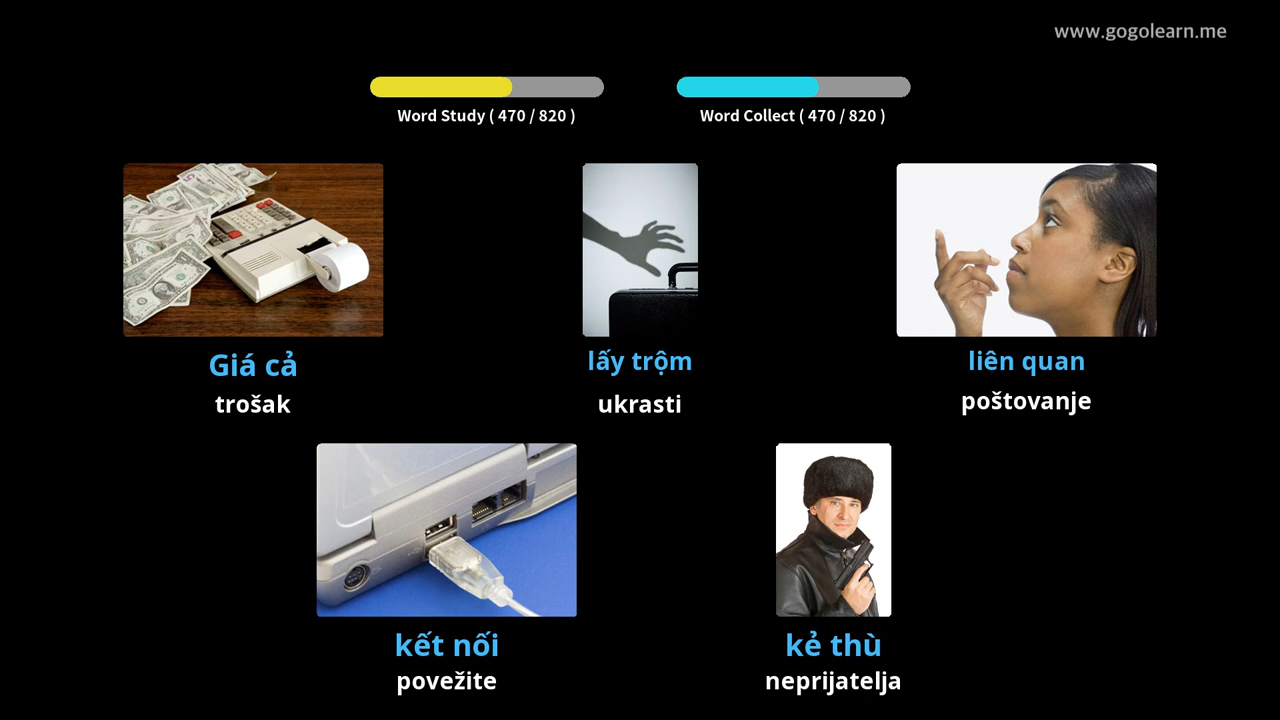 www.gogolearn.me
Word Study ( 470 / 820 )
Word Collect ( 470 / 820 )
Giá cả
trošak
lấy trộm
ukrasti
liên quan
poštovanje
kết nối
povežite
kẻ thù
neprijatelja